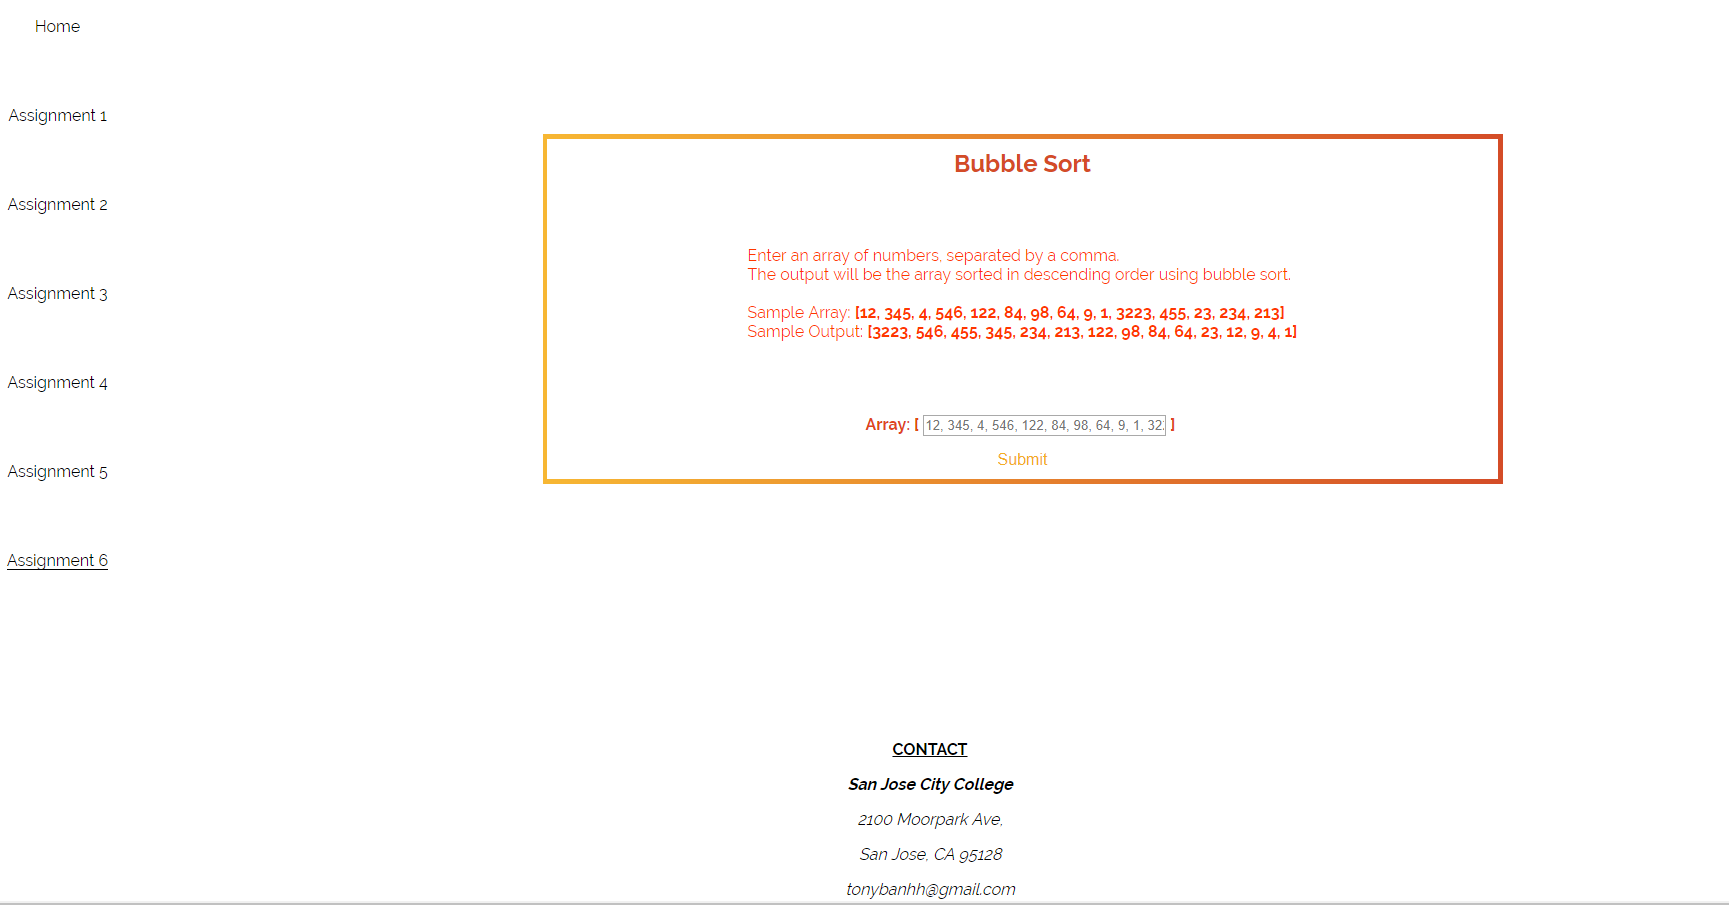 Home
Assignment 1
Assignment 2
Assignment 3
Assignment 4
Assignment 5
Assignment 6
Bubble Sort
Enter an array of numbers, separated by a comma.
The output will be the array sorted in descending order using bubble sort.
Sample Array: [12, 345, 4, 546, 122, 84, 98, 64, 9, 1, 3223, 455, 23, 234, 213]
Sample Output: [3223, 546, 455, 345, 234, 213, 122, 98, 84, 64, 23, 12, 9, 4, 1]
Array: [ 12, 345, 4, 546, 122, 84, 98, 64, 9, 1, 32 ]
Submit
CONTACT
San Jose City College
2100 Moorpark Ave,
San Jose, CA 95128
tonybanhh@gmail.com